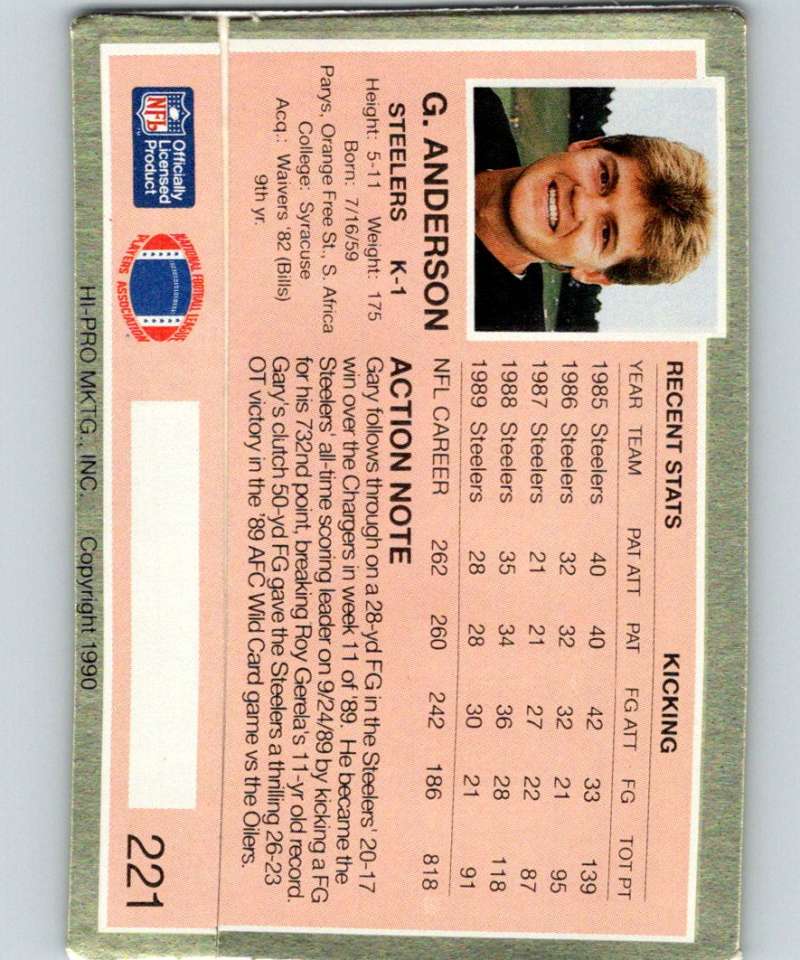 G. ANDERSON
STEELERS K-1
Height: 5-11 Weight: 175
Born: 7/16/59
Parys, Orange Free St., S. Africa
College: Syracuse
Acq.: Waivers '82 (Bills)
9th yr.
NFL
TM
Officially
Licensed
Product
NATIONAL FOOTBALL LEAGUE
PLAYERS ASSOCIATION
RECENT STATS KICKING
YEAR TEAM PAT ATT PAT FG ATT FG TOT PT
1985 Steelers 40 40 42 33 139
1986 Steelers 32 32 32 21 95
1987 Steelers 21 21 27 22 87
1988 Steelers 35 34 36 28 118
1989 Steelers 28 28 30 21 91
NFL CAREER 262 260 242 186 818
ACTION NOTE
Gary follows through on a 28-yd FG in the Steelers' 20-17
win over the Chargers in week 11 of '89. He became the
Steelers' all-time scoring leader on 9/24/89 by kicking a FG
for his 732nd point, breaking Roy Gerela's 11-yr old record.
Gary's clutch 50-yd FG gave the Steelers a thrilling 26-23
OT victory in the '89 AFC Wild Card game vs the Oilers.
221
HI-PRO MKTG., INC. Copyright 1990